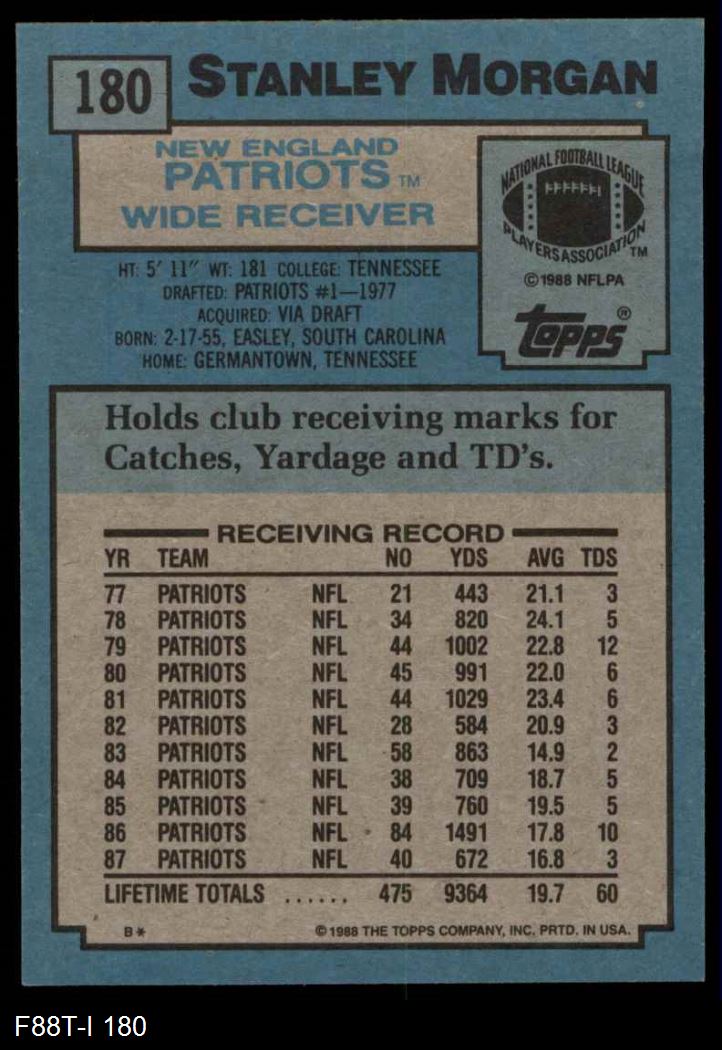 180
STANLEY MORGAN
NEW ENGLAND
PATRIOTS TM
WIDE RECEIVER
NATIONAL FOOTBALL LEAGUE
PLAYERS ASSOCIATION TM
© 1988 NFLPA
topps®
HT: 5' 11" WT: 181 COLLEGE: TENNESSEE
DRAFTED: PATRIOTS #1—1977
ACQUIRED: VIA DRAFT
BORN: 2-17-55, EASLEY, SOUTH CAROLINA
HOME: GERMANTOWN, TENNESSEE
Holds club receiving marks for
Catches, Yardage and TD's.
RECEIVING RECORD
YR TEAM NO YDS AVG TDS
77 PATRIOTS NFL 21 443 21.1 3
78 PATRIOTS NFL 34 820 24.1 5
79 PATRIOTS NFL 44 1002 22.8 12
80 PATRIOTS NFL 45 991 22.0 6
81 PATRIOTS NFL 44 1029 23.4 6
82 PATRIOTS NFL 28 584 20.9 3
83 PATRIOTS NFL 58 863 14.9 2
84 PATRIOTS NFL 38 709 18.7 5
85 PATRIOTS NFL 39 760 19.5 5
86 PATRIOTS NFL 84 1491 17.8 10
87 PATRIOTS NFL 40 672 16.8 3
LIFETIME TOTALS ...... 475 9364 19.7 60
B* © 1988 THE TOPPS COMPANY, INC. PRTD. IN USA.
F88T-I 180